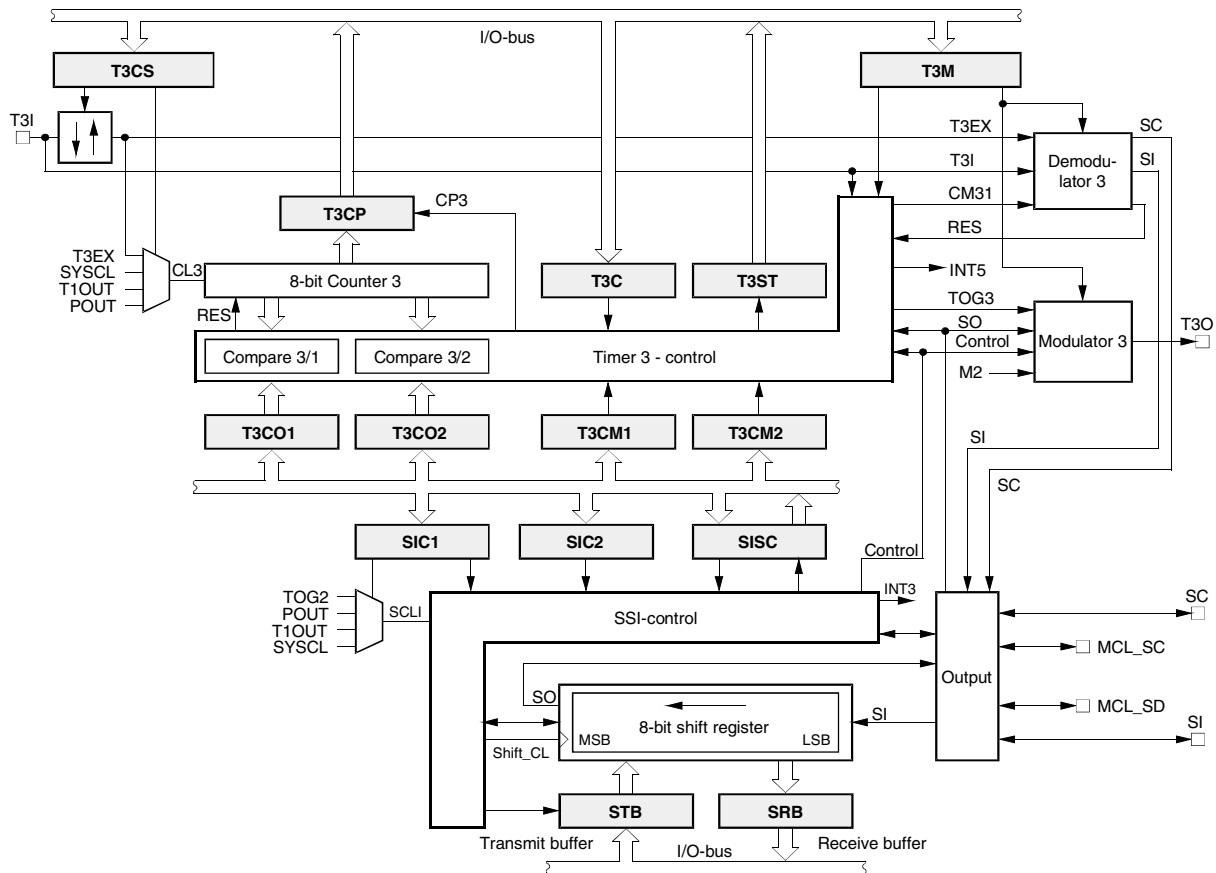 I/O-bus
T3CS
T3M
T3I
T3EX
SC
T3I
SI
Demodu-
lator 3
T3CP
CP3
CM31
RES
T3EX
SYSCL
T1OUT
POUT
CL3
8-bit Counter 3
T3C
T3ST
INT5
RES
TOG3
SO
Control
M2
Modulator 3
T3O
Compare 3/1
Compare 3/2
Timer 3 - control
T3CO1
T3CO2
T3CM1
T3CM2
SI
SC
SIC1
SIC2
SISC
Control
TOG2
POUT
T1OUT
SYSCL
SCLI
SSI-control
INT3
SC
MCL_SC
Output
MCL_SD
SI
SO
8-bit shift register
MSB
LSB
SI
Shift_CL
STB
SRB
Transmit buffer
I/O-bus
Receive buffer